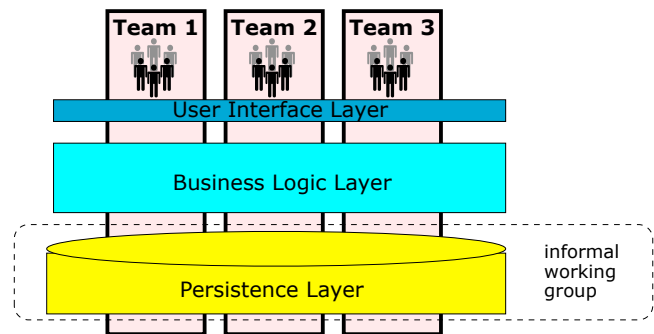 Team 1
Team 2
Team 3
User Interface Layer
Business Logic Layer
Persistence Layer
informal
working
group